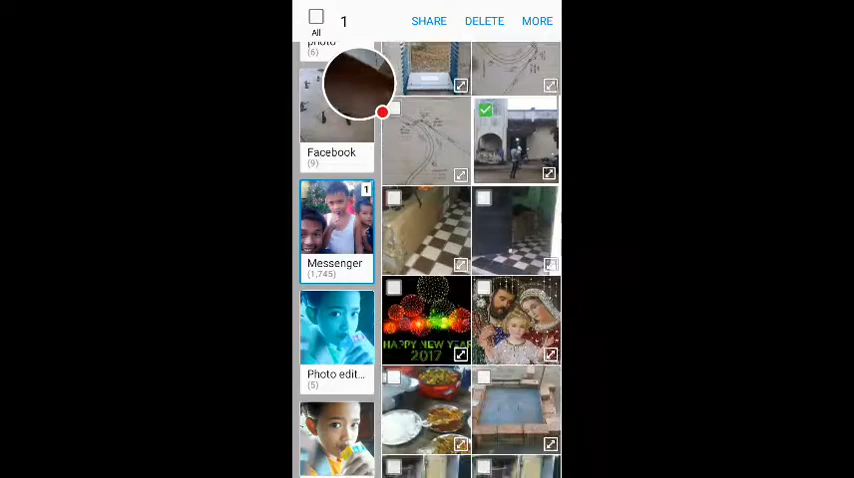 1
SHARE
DELETE
MORE
All
photo
(6)
Facebook
(9)
1
Messenger
(1,745)
Photo edit...
(5)
HAPPY NEW YEAR
2017